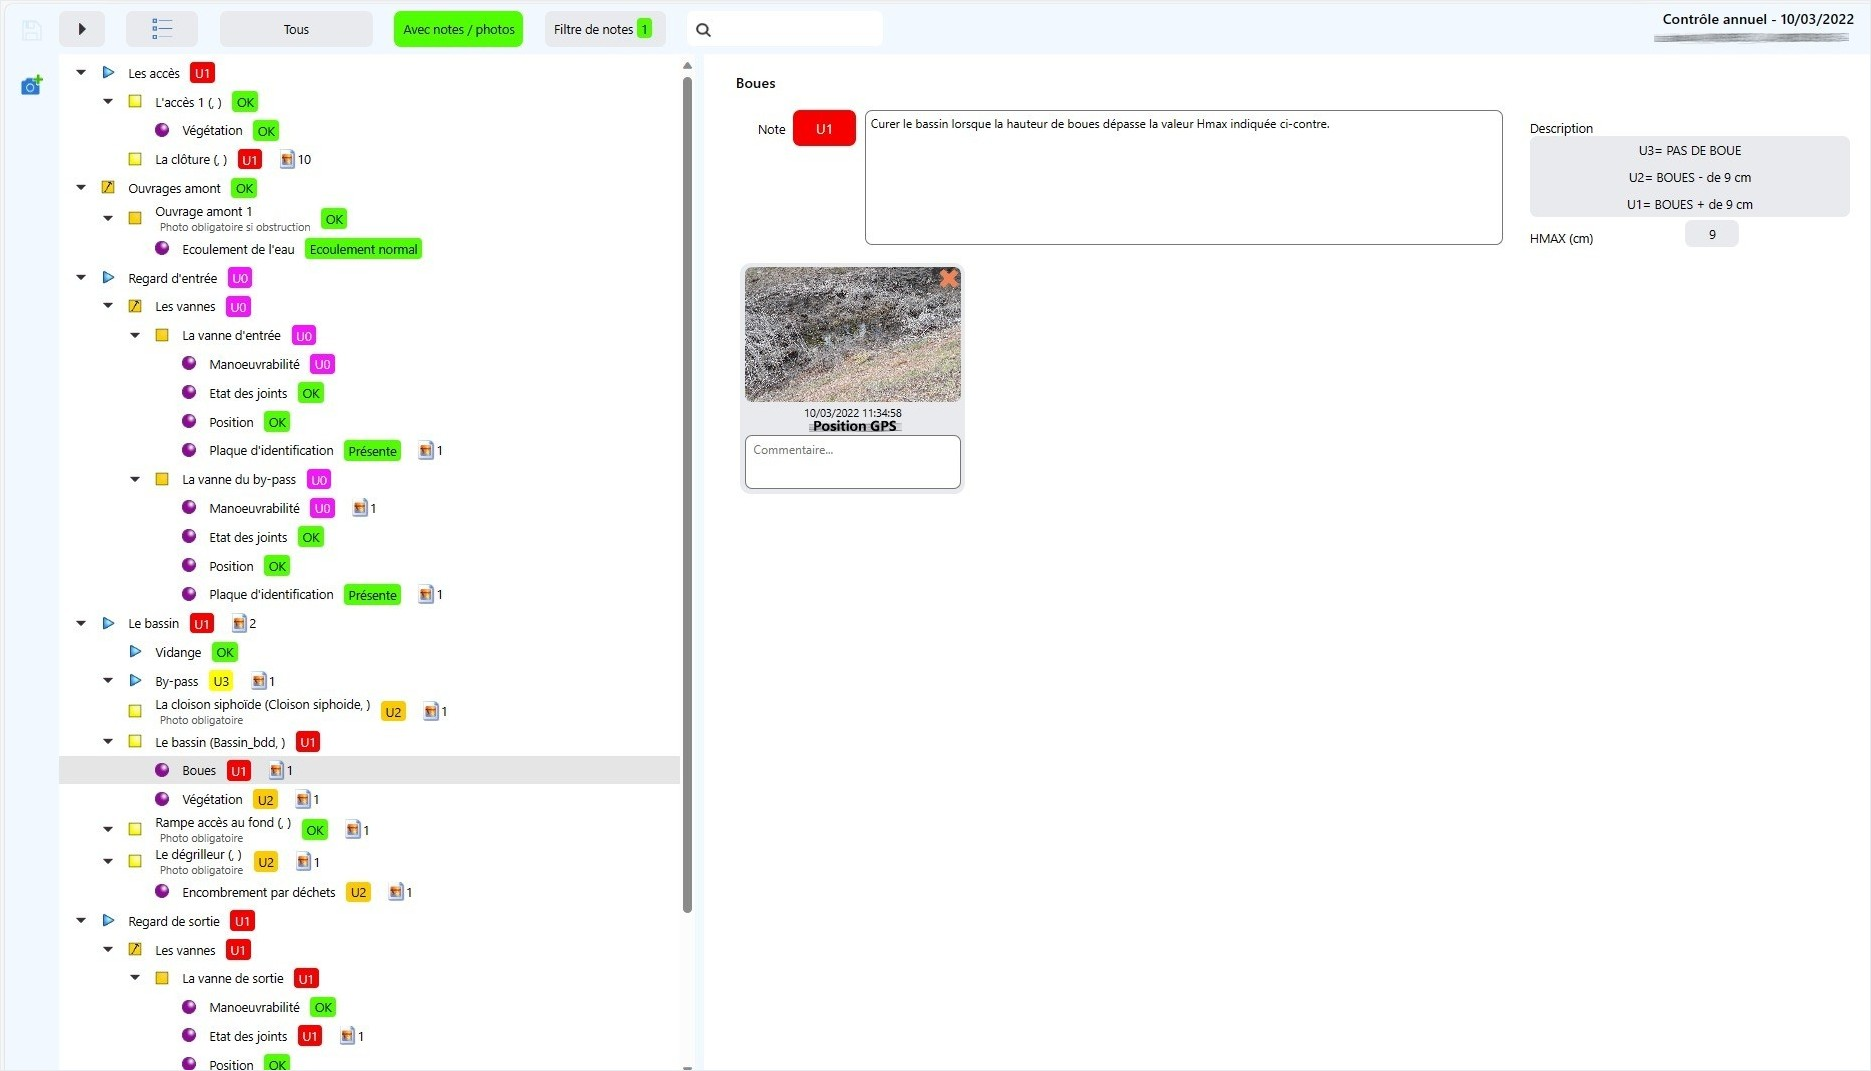 Tous
Avec notes / photos
Filtre de notes 1
Contrôle annuel - 10/03/2022
Les accès U1
L'accès 1 (, ) OK
Végétation OK
La clôture (, ) U1 10
Ouvrages amont OK
Ouvrage amont 1 OK
Photo obligatoire si obstruction
Ecoulement de l'eau Ecoulement normal
Regard d'entrée U0
Les vannes U0
La vanne d'entrée U0
Manoeuvrabilité U0
Etat des joints OK
Position OK
Plaque d'identification Présente 1
La vanne du by-pass U0
Manoeuvrabilité U0 1
Etat des joints OK
Position OK
Plaque d'identification Présente 1
Le bassin U1 2
Vidange OK
By-pass U3 1
La cloison siphoïde (Cloison siphoide, ) U2 1
Photo obligatoire
Le bassin (Bassin_bdd, ) U1
Boues U1 1
Végétation U2 1
Rampe accès au fond (, ) OK 1
Photo obligatoire
Le dégrilleur (, ) U2 1
Photo obligatoire
Encombrement par déchets U2 1
Regard de sortie U1
Les vannes U1
La vanne de sortie U1
Manoeuvrabilité OK
Etat des joints U1 1
Position OK
Boues
Note U1
Curer le bassin lorsque la hauteur de boues dépasse la valeur Hmax indiquée ci-contre.
Description
U3= PAS DE BOUE
U2= BOUES - de 9 cm
U1= BOUES + de 9 cm
HMAX (cm) 9
10/03/2022 11:34:58
Position GPS
Commentaire...